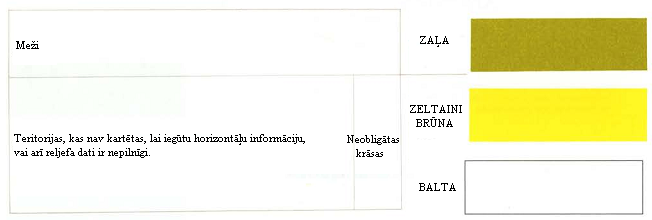 Meži
ZAĻA
Teritorijas, kas nav kartētas, lai iegūtu horizontāļu informāciju,
vai arī reljefa dati ir nepilnīgi.
Neobligātas
krāsas
ZELTAINI
BRŪNA
BALTA